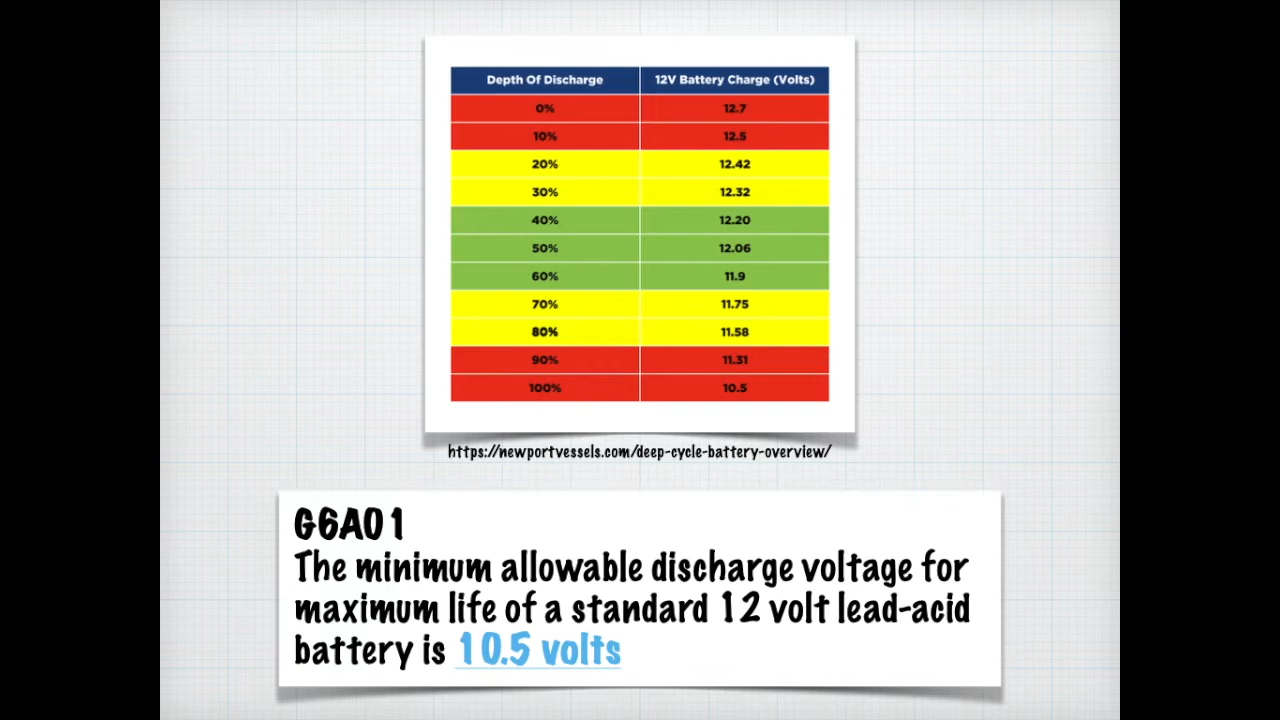 Depth Of Discharge 12V Battery Charge (Volts)
0% 12.7
10% 12.5
20% 12.42
30% 12.32
40% 12.20
50% 12.06
60% 11.9
70% 11.75
80% 11.58
90% 11.31
100% 10.5
https://newportvessels.com/deep-cycle-battery-overview/
G6A01
The minimum allowable discharge voltage for
maximum life of a standard 12 volt lead-acid
battery is 10.5 volts